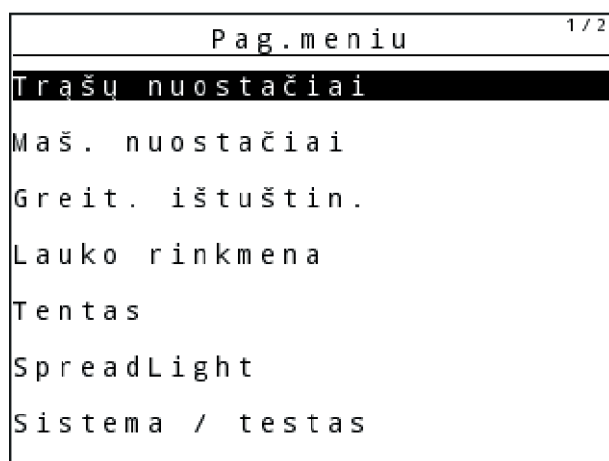 Pag.meniu 1/2
Trąšų nuostačiai
Maš. nuostačiai
Greit. ištuštin.
Lauko rinkmena
Tentas
SpreadLight
Sistema / testas